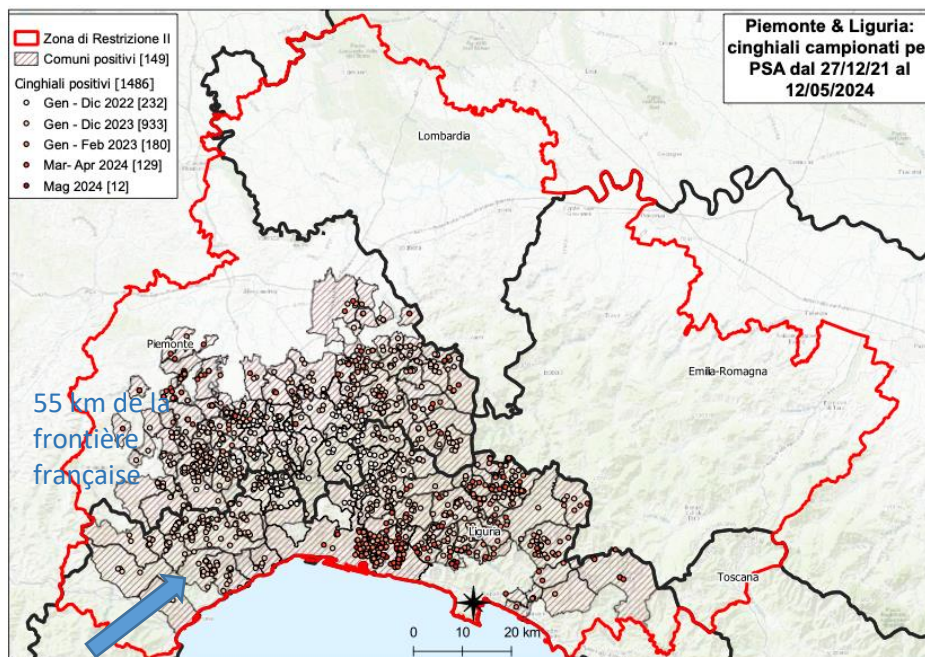 Zona di Restrizione II
Comuni positivi [149]
Cinghiali positivi [1486]
Gen - Dic 2022 [232]
Gen - Dic 2023 [933]
Gen - Feb 2023 [180]
Mar- Apr 2024 [129]
Mag 2024 [12]
Piemonte & Liguria:
cinghiali campionati pe
PSA dal 27/12/21 al
12/05/2024
Lombardia
Piemonte
Emilia-Romagna
55 km de la
frontière
française
Liguria
Toscana
0 10 20 km